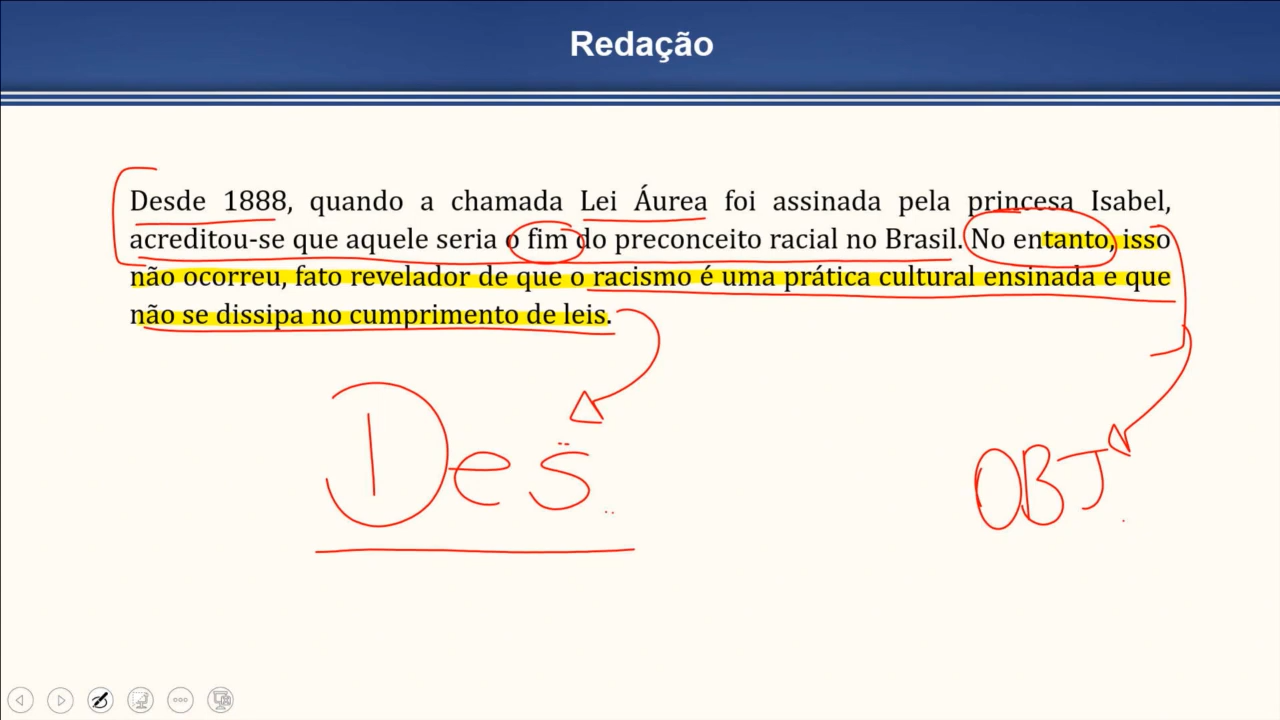 Redação
Desde 1888, quando a chamada Lei Áurea foi assinada pela princesa Isabel,
acreditou-se que aquele seria o fim do preconceito racial no Brasil. No entanto, isso
não ocorreu, fato revelador de que o racismo é uma prática cultural ensinada e que
não se dissipa no cumprimento de leis.
Des
OBJ